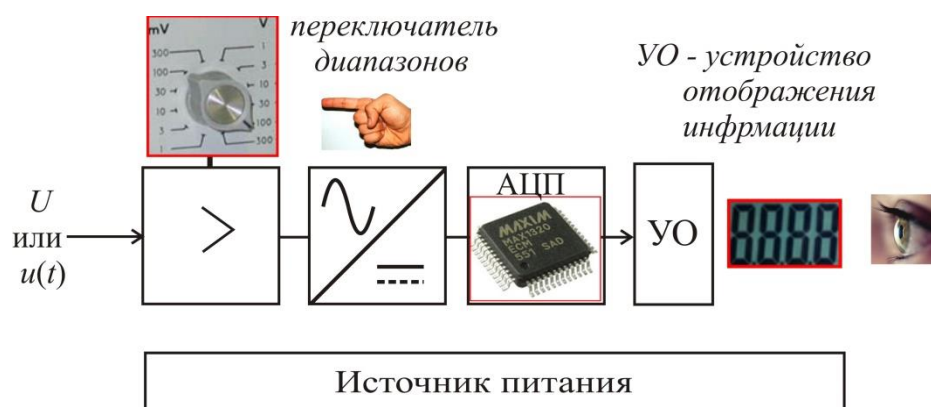 mV
V
300
100
30
10
3
1
1
3
10
30
100
300
переключатель
диапазонов
УО - устройство
отображения
инфрмации
U
или
u(t)
>
АЦП
MAXIM
MAX1320
ECM
551 SAD
УО
8888
Источник питания